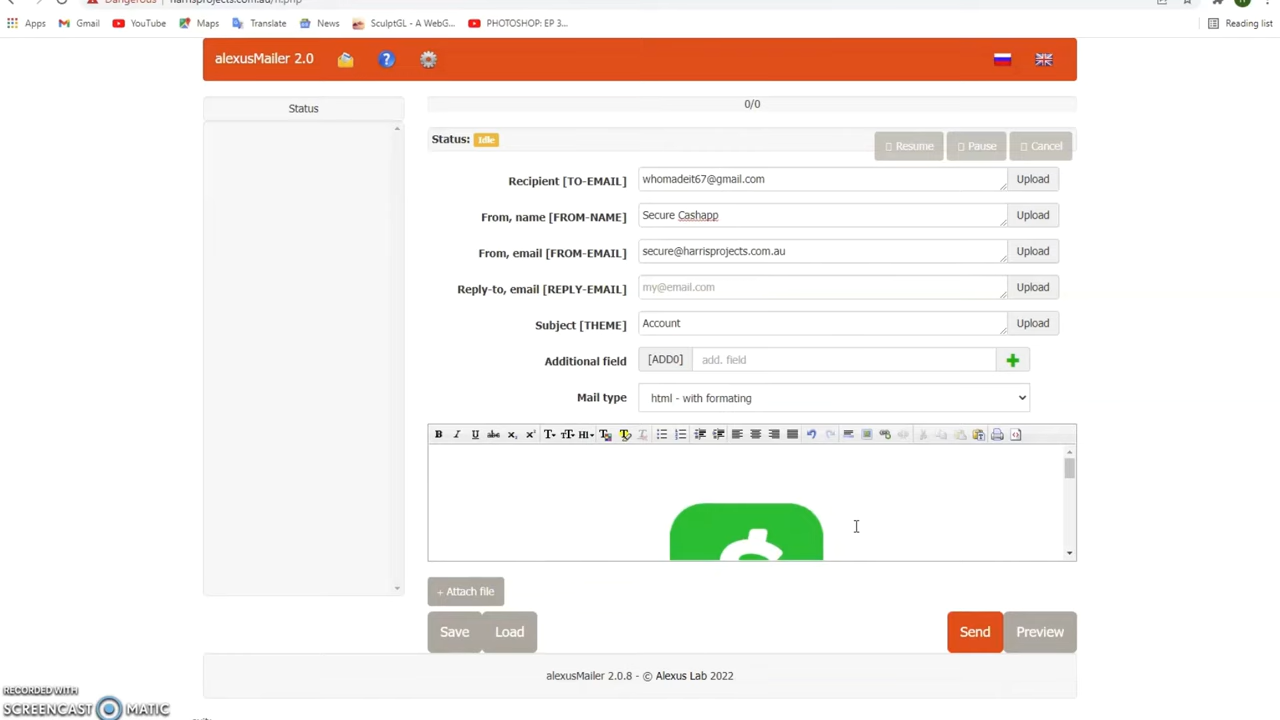 Dangerous harrisprojects.com.au/
Apps Gmail YouTube Maps Translate News SculptGL - A WebG... PHOTOSHOP: EP 3... Reading list
alexusMailer 2.0
Status
0/0
Status: Idle
Resume Pause Cancel
Recipient [TO-EMAIL] whomadeit67@gmail.com Upload
From, name [FROM-NAME] Secure Cashapp Upload
From, email [FROM-EMAIL] secure@harrisprojects.com.au Upload
Reply-to, email [REPLY-EMAIL] my@email.com Upload
Subject [THEME] Account Upload
Additional field [ADD0] add. field
Mail type html - with formating
+ Attach file
Save Load Send Preview
alexusMailer 2.0.8 - © Alexus Lab 2022
RECORDED WITH
SCREENCAST MATIC